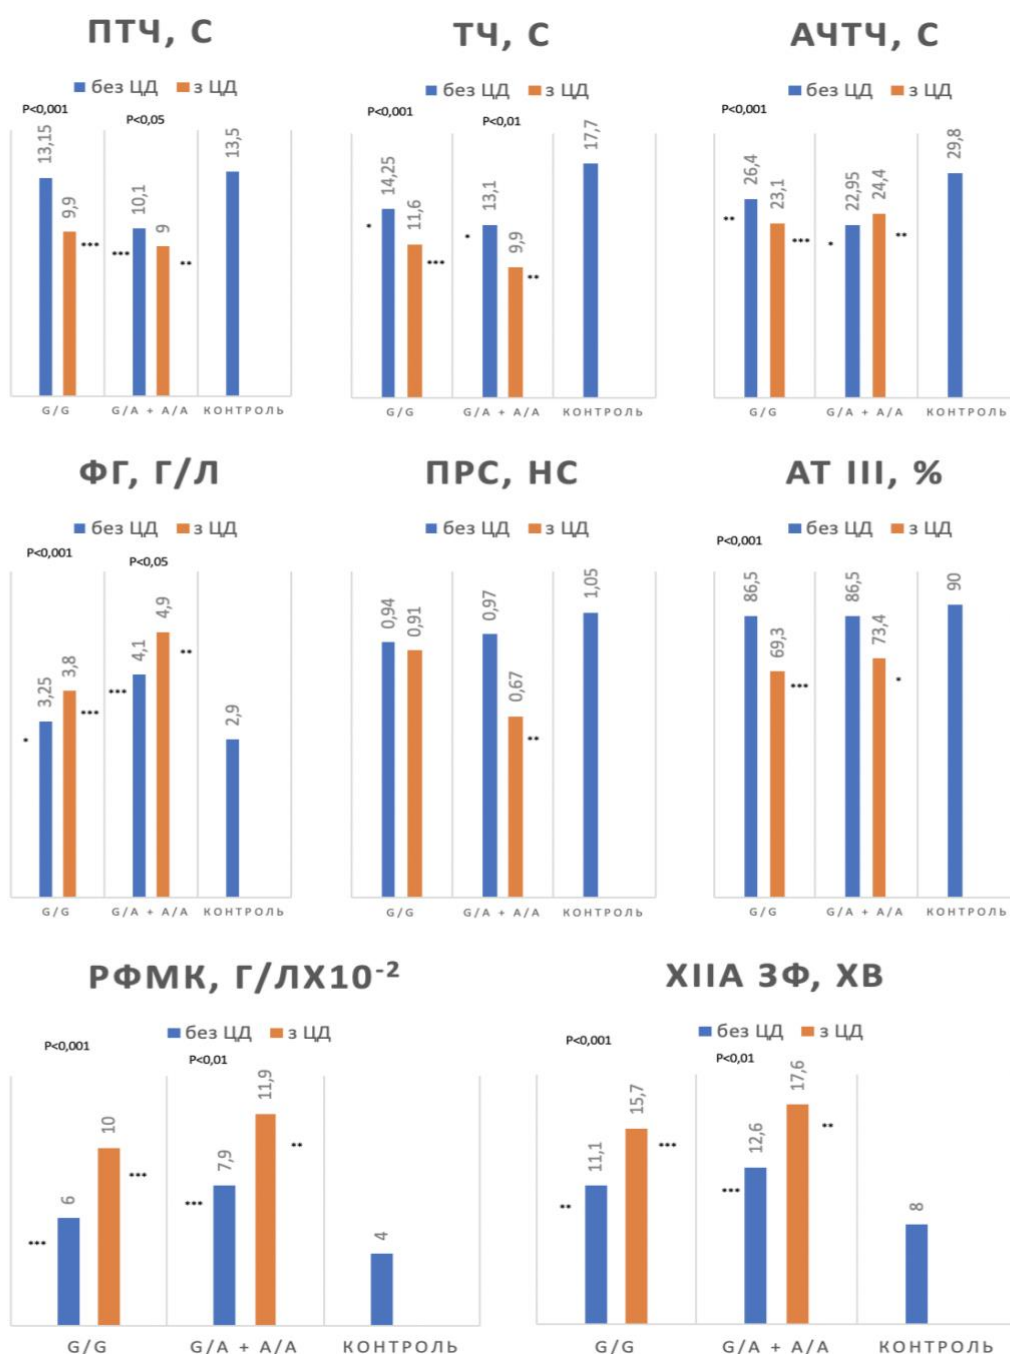 ПТЧ, С
без ЦД з ЦД
P<0,001
P<0,05
13,15
9,9
10,1
9
13,5
***
***
**
G/G G/A + A/A КОНТРОЛЬ
ТЧ, С
без ЦД з ЦД
P<0,001
P<0,01
14,25
11,6
13,1
9,9
17,7
*
***
*
**
G/G G/A + A/A КОНТРОЛЬ
АЧТЧ, С
без ЦД з ЦД
P<0,001
26,4
23,1
22,95
24,4
29,8
**
***
*
**
G/G G/A + A/A КОНТРОЛЬ
ФГ, Г/Л
без ЦД з ЦД
P<0,001
P<0,05
3,25
3,8
4,1
4,9
2,9
*
***
***
**
G/G G/A + A/A КОНТРОЛЬ
ПРС, НС
без ЦД з ЦД
0,94
0,91
0,97
0,67
1,05
**
G/G G/A + A/A КОНТРОЛЬ
АТ III, %
без ЦД з ЦД
P<0,001
86,5
69,3
86,5
73,4
90
***
*
G/G G/A + A/A КОНТРОЛЬ
РФМК, Г/ЛХ10⁻²
без ЦД з ЦД
P<0,001
P<0,01
6
10
7,9
11,9
4
***
***
***
**
G/G G/A + A/A КОНТРОЛЬ
XIIA ЗФ, ХВ
без ЦД з ЦД
P<0,001
P<0,01
11,1
15,7
12,6
17,6
8
**
***
***
**
G/G G/A + A/A КОНТРОЛЬ